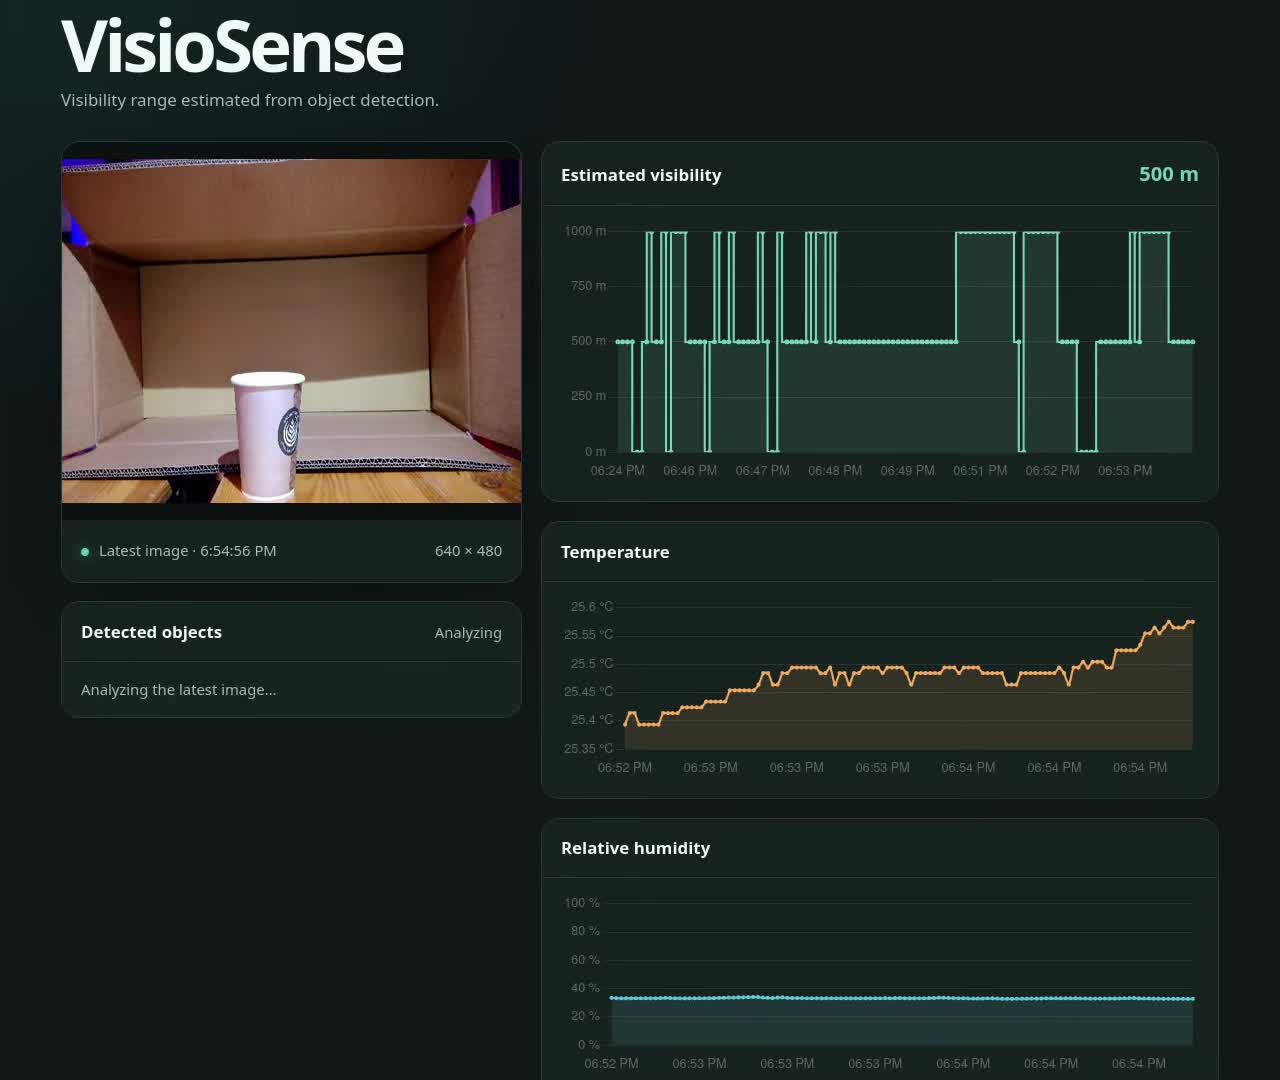 VisioSense
Visibility range estimated from object detection.
Latest image · 6:54:56 PM 640 × 480
Detected objects Analyzing
Analyzing the latest image...
Estimated visibility 500 m
1000 m
750 m
500 m
250 m
0 m
06:24 PM 06:46 PM 06:47 PM 06:48 PM 06:49 PM 06:51 PM 06:52 PM 06:53 PM
Temperature
25.6 °C
25.55 °C
25.5 °C
25.45 °C
25.4 °C
25.35 °C
06:52 PM 06:53 PM 06:53 PM 06:53 PM 06:54 PM 06:54 PM 06:54 PM
Relative humidity
100 %
80 %
60 %
40 %
20 %
0 %
06:52 PM 06:53 PM 06:53 PM 06:53 PM 06:54 PM 06:54 PM 06:54 PM